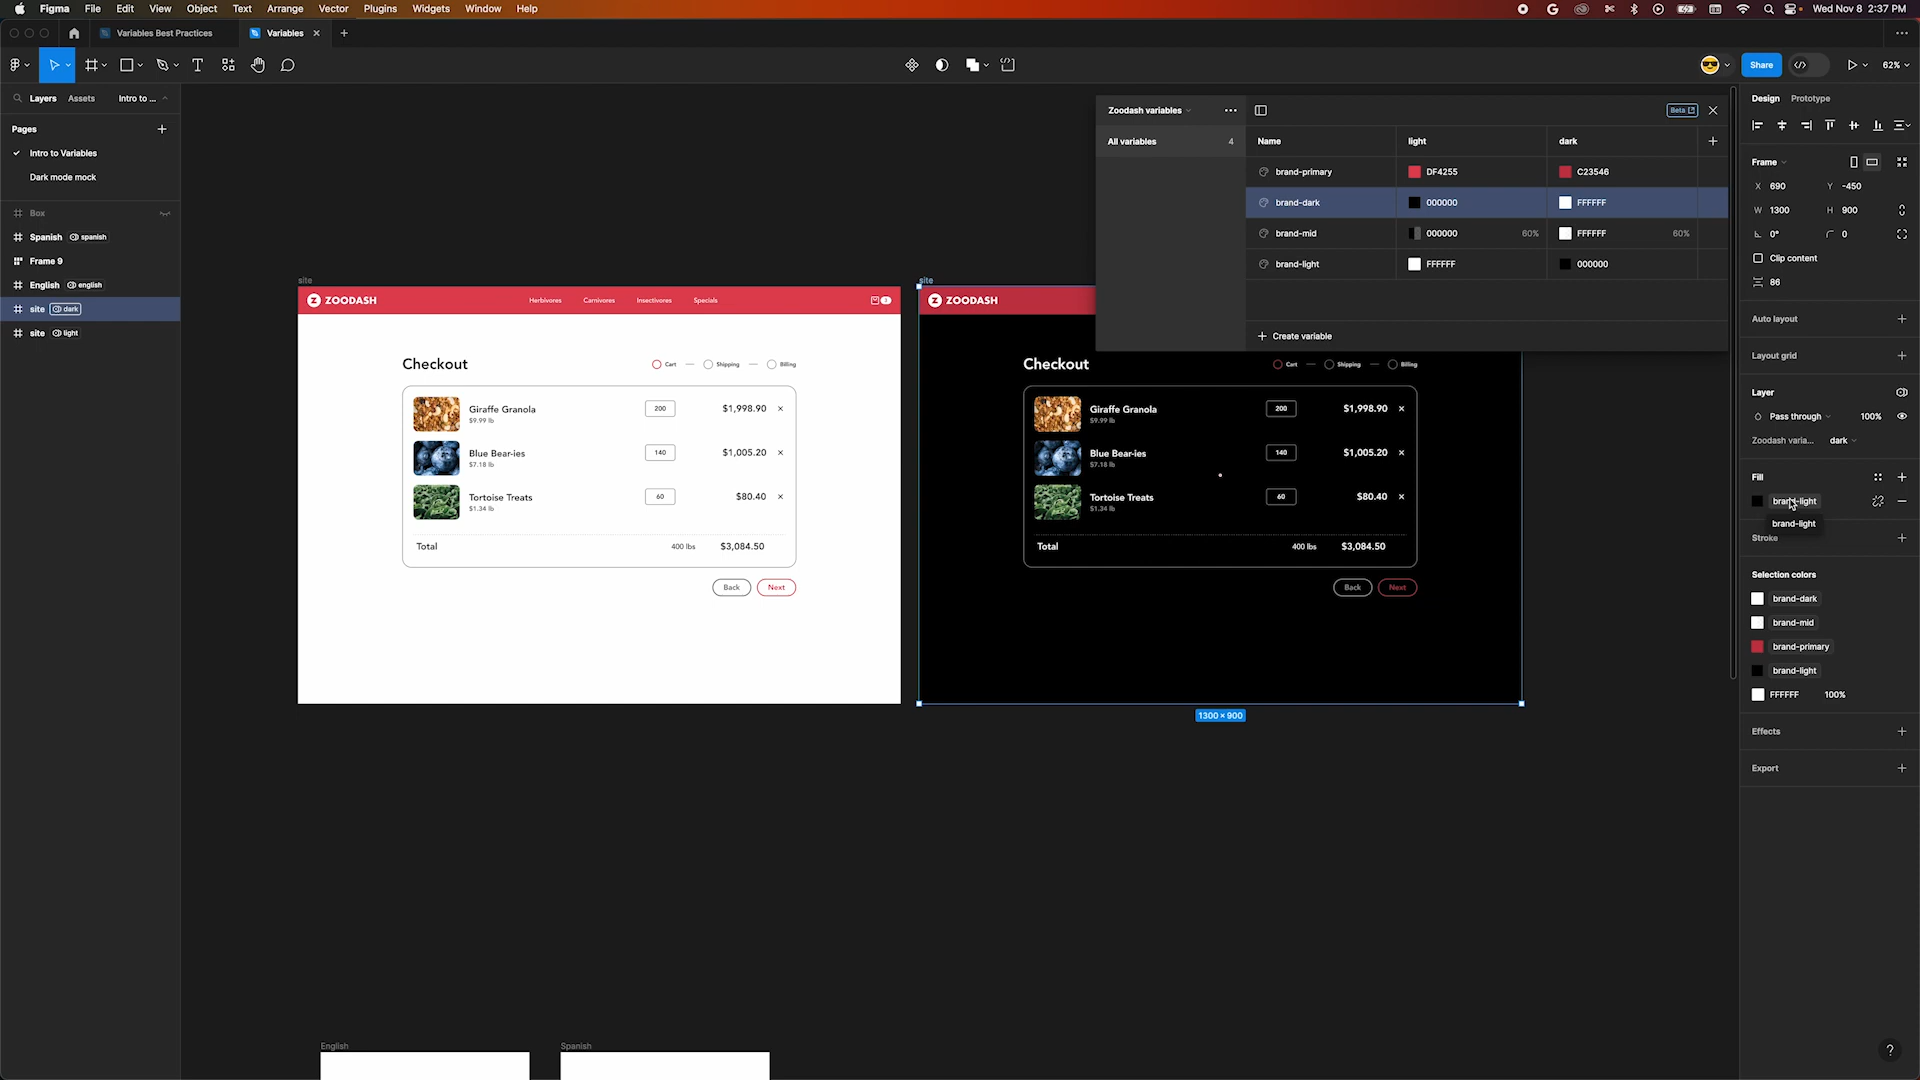 Figma File Edit View Object Text Arrange Vector Plugins Widgets Window Help
Wed Nov 8 2:37 PM
Variables Best Practices
Variables
Share
62%
Layers Assets Intro to ...
Pages
Intro to Variables
Dark mode mock
Box
Spanish spanish
Frame 9
English english
site dark
site light
site
ZOODASH
Herbivores Carnivores Insectivores Specials
3
Checkout
Cart Shipping Billing
Giraffe Granola
$9.99 lb
200
$1,998.90
Blue Bear-ies
$7.18 lb
140
$1,005.20
Tortoise Treats
$1.34 lb
60
$80.40
Total
400 lbs
$3,084.50
Back
Next
site
ZOODASH
Checkout
Cart Shipping Billing
Giraffe Granola
$9.99 lb
200
$1,998.90
Blue Bear-ies
$7.18 lb
140
$1,005.20
Tortoise Treats
$1.34 lb
60
$80.40
Total
400 lbs
$3,084.50
Back
Next
1300 × 900
English
Spanish
Zoodash variables
Beta
All variables 4
Name light dark
brand-primary DF4255 C23546
brand-dark 000000 FFFFFF
brand-mid 000000 60% FFFFFF 60%
brand-light FFFFFF 000000
Create variable
Design Prototype
Frame
X 690 Y -450
W 1300 H 900
0° 0
Clip content
86
Auto layout
Layout grid
Layer
Pass through 100%
Zoodash varia... dark
Fill
brand-light
brand-light
Stroke
Selection colors
brand-dark
brand-mid
brand-primary
brand-light
FFFFFF 100%
Effects
Export
?